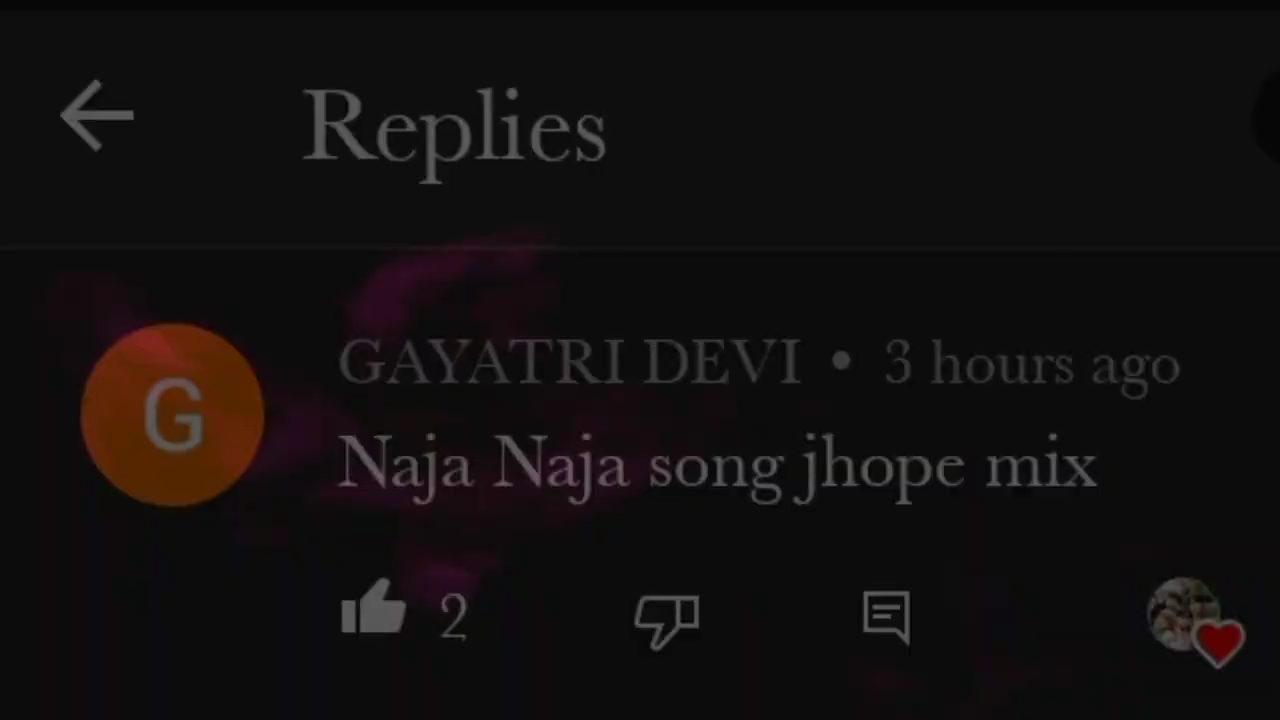 Replies
G
GAYATRI DEVI • 3 hours ago
Naja Naja song jhope mix
2